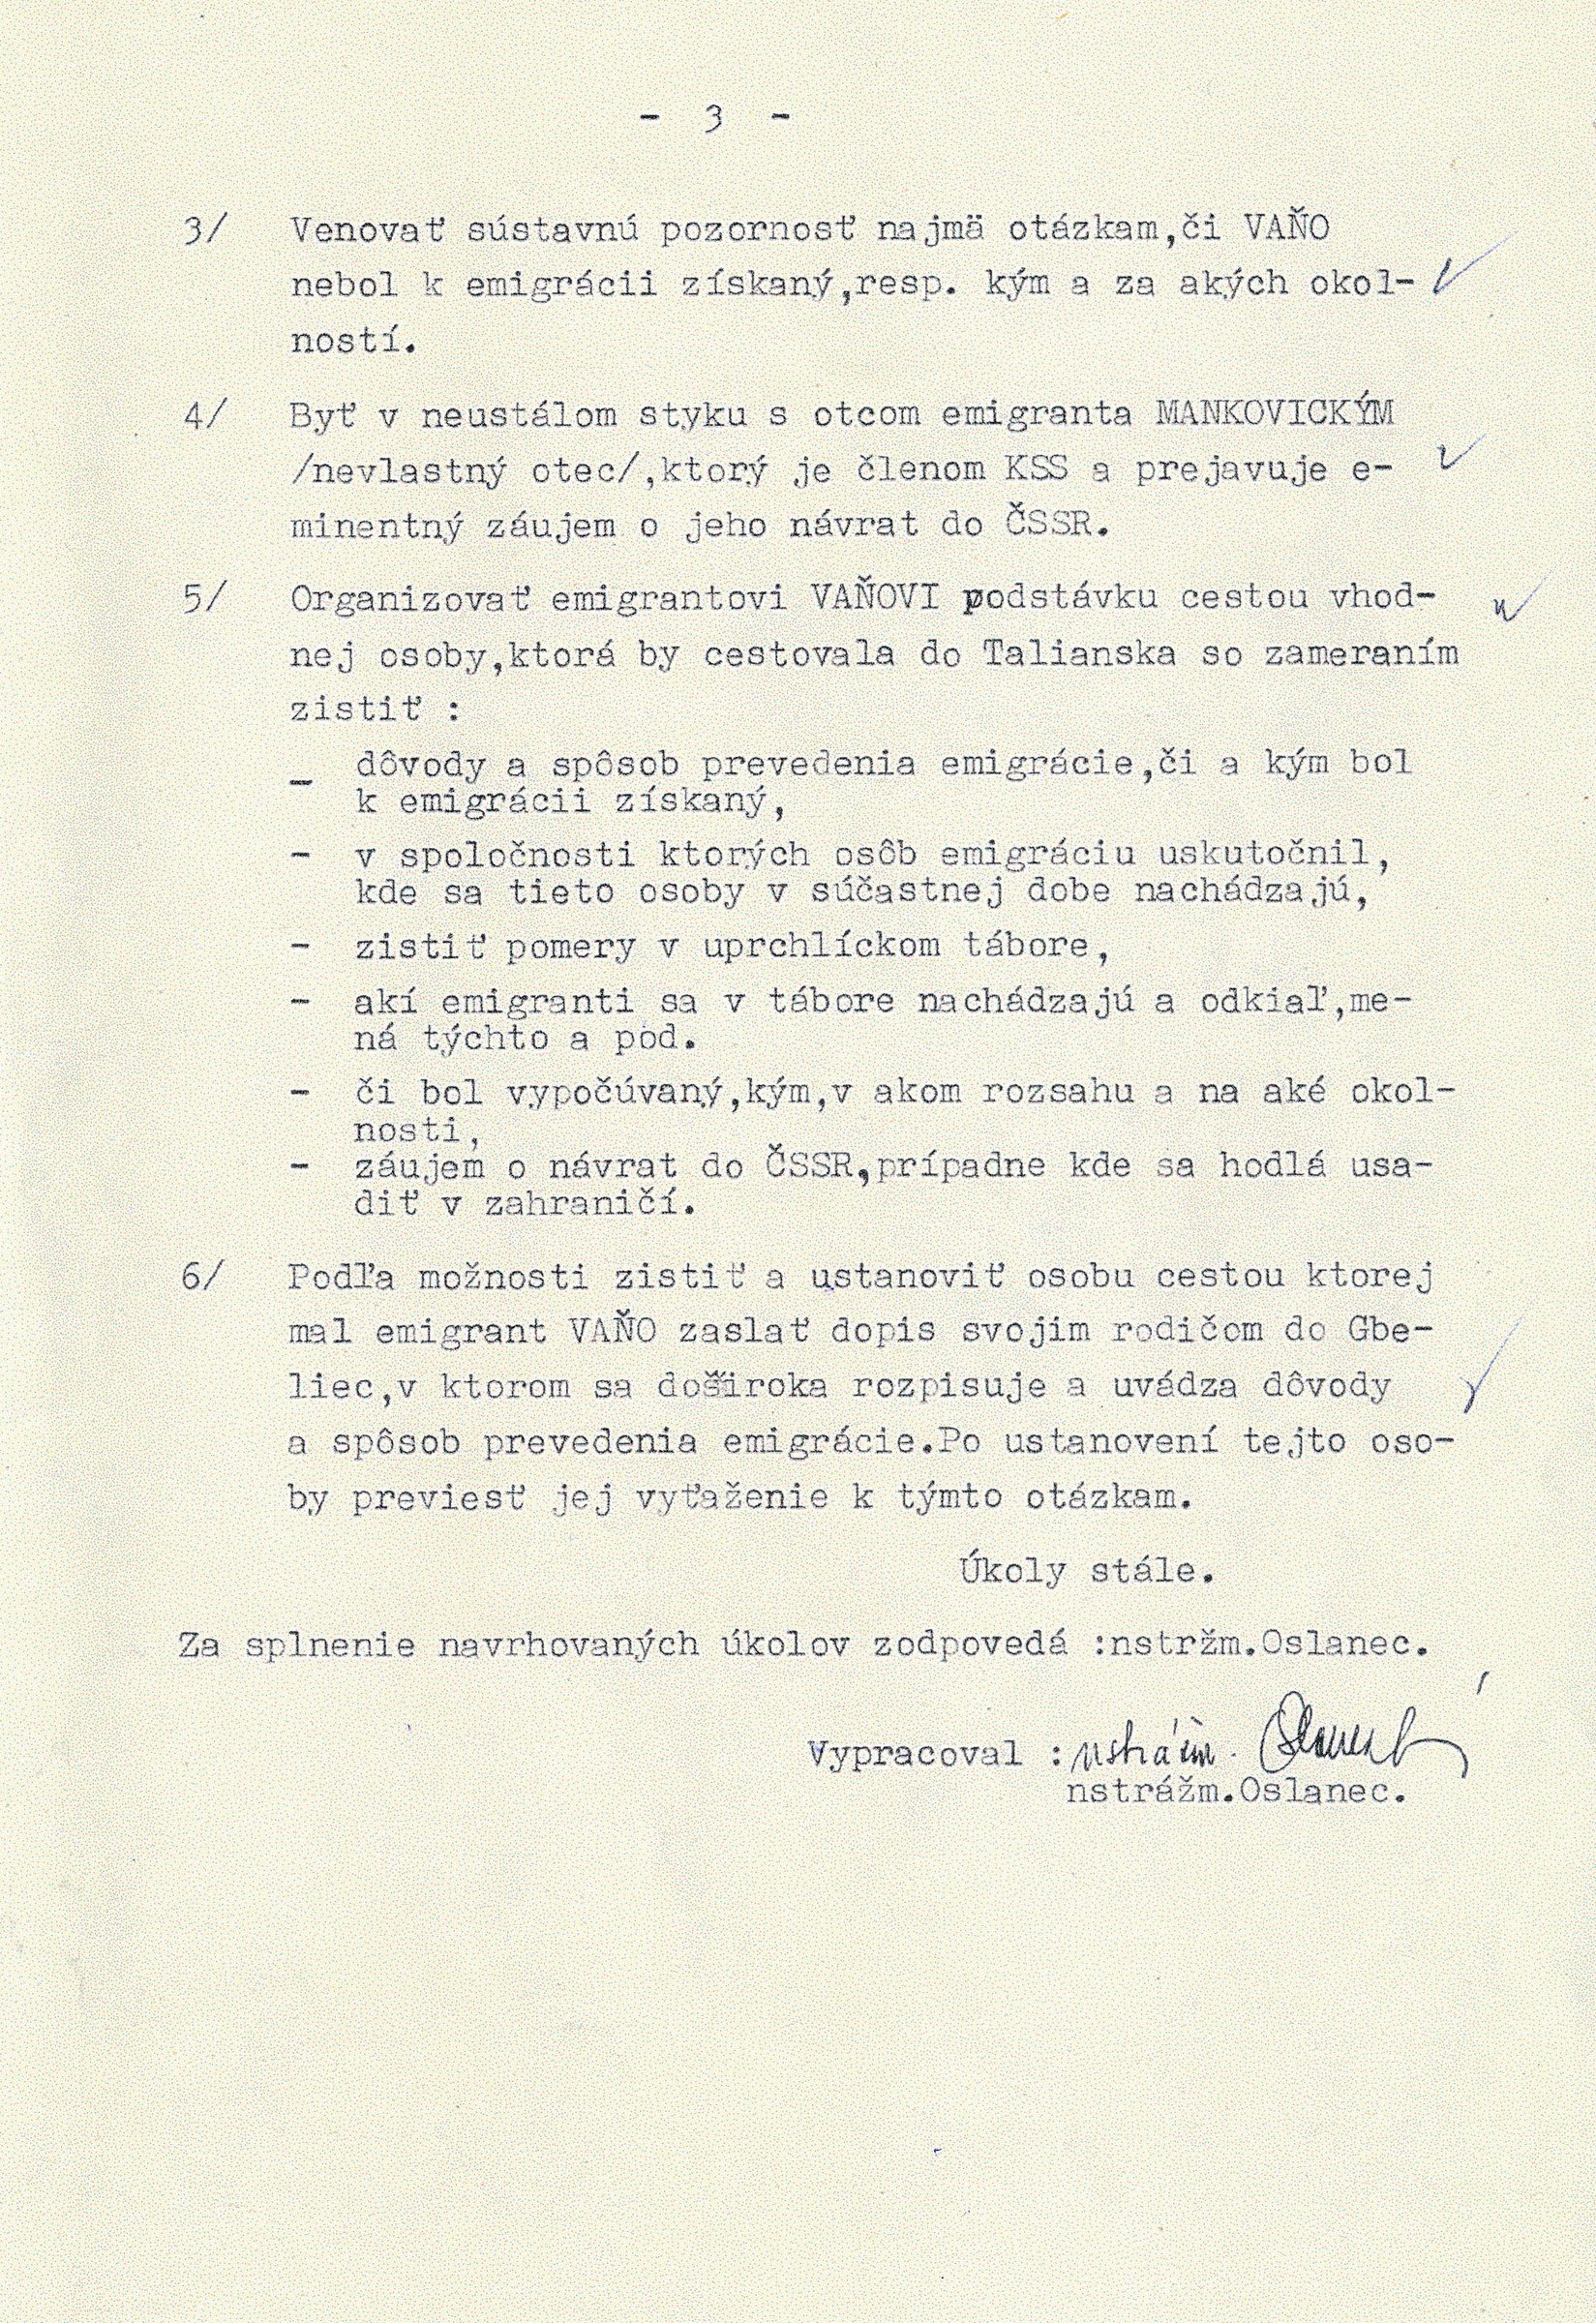 - 3 -
3/ Venovať sústavnú pozornosť najmä otázkam,či VAŇO
nebol k emigrácii získaný,resp. kým a za akých okol-
ností.
4/ Byť v neustálom styku s otcom emigranta MANKOVICKÝM
/nevlastný otec/,ktorý je členom KSS a prejavuje e-
minentný záujem o jeho návrat do ČSSR.
5/ Organizovať emigrantovi VAŇOVI podstávku cestou vhod-
nej osoby,ktorá by cestovala do Talianska so zameraním
zistiť :
- dôvody a spôsob prevedenia emigrácie,či a kým bol
k emigrácii získaný,
- v spoločnosti ktorých osôb emigráciu uskutočnil,
kde sa tieto osoby v súčastnej dobe nachádzajú,
- zistiť pomery v uprchlíckom tábore,
- akí emigranti sa v tábore nachádzajú a odkiaľ,me-
ná týchto a pod.
- či bol vypočúvaný,kým,v akom rozsahu a na aké okol-
nosti,
- záujem o návrat do ČSSR,prípadne kde sa hodlá usa-
diť v zahraničí.
6/ Podľa možnosti zistiť a ustanoviť osobu cestou ktorej
mal emigrant VAŇO zaslať dopis svojim rodičom do Gbe-
liec,v ktorom sa doširoka rozpisuje a uvádza dôvody
a spôsob prevedenia emigrácie.Po ustanovení tejto oso-
by previesť jej vyťaženie k týmto otázkam.
Úkoly stále.
Za splnenie navrhovaných úkolov zodpovedá :nstržm.Oslanec.
Vypracoval :
nstrážm.Oslanec.